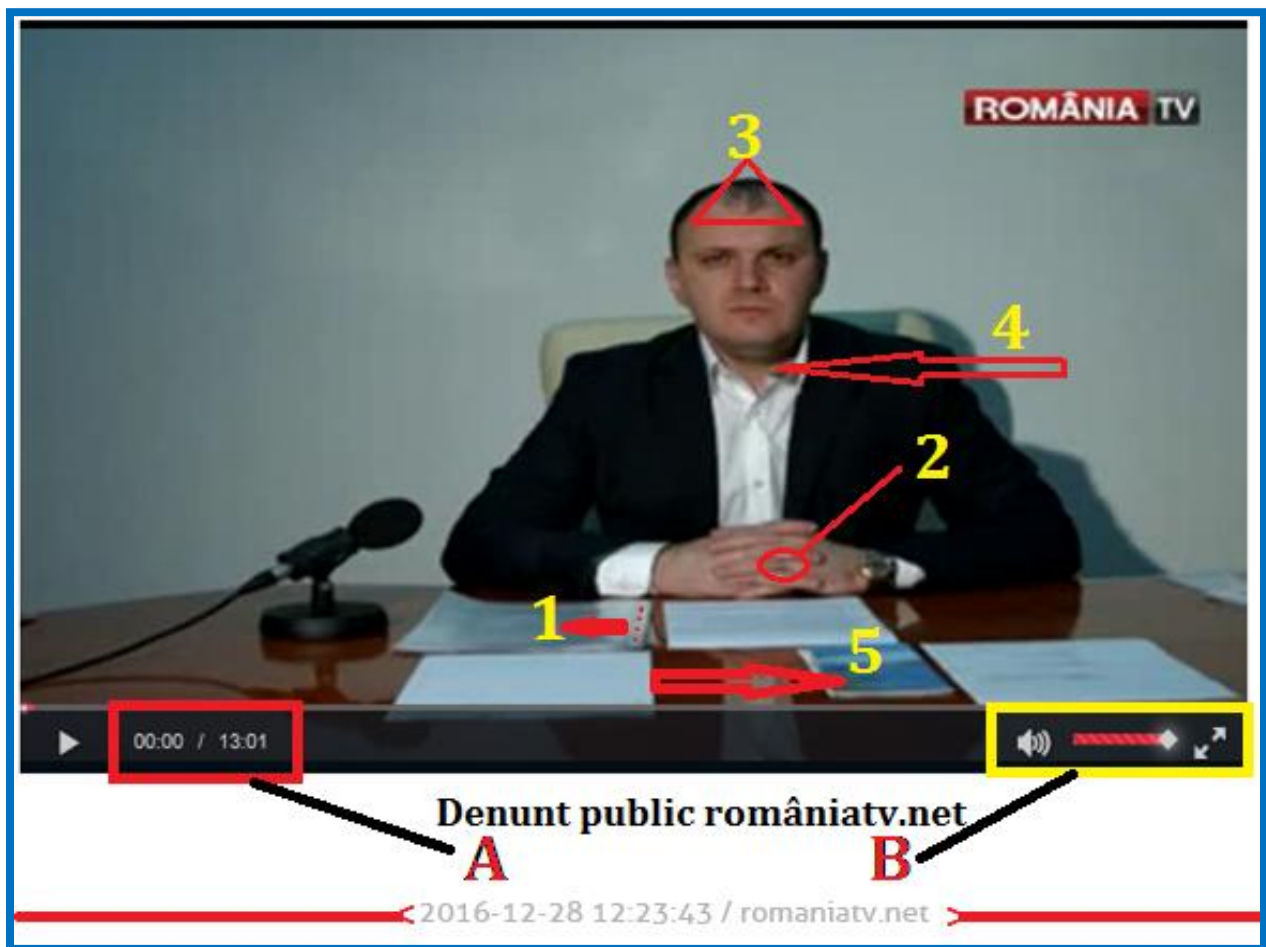 ROMÂNIA TV
3
4
2
1
5
00:00 / 13:01
Denunt public româniatv.net
A B
2016-12-28 12:23:43 / romaniatv.net